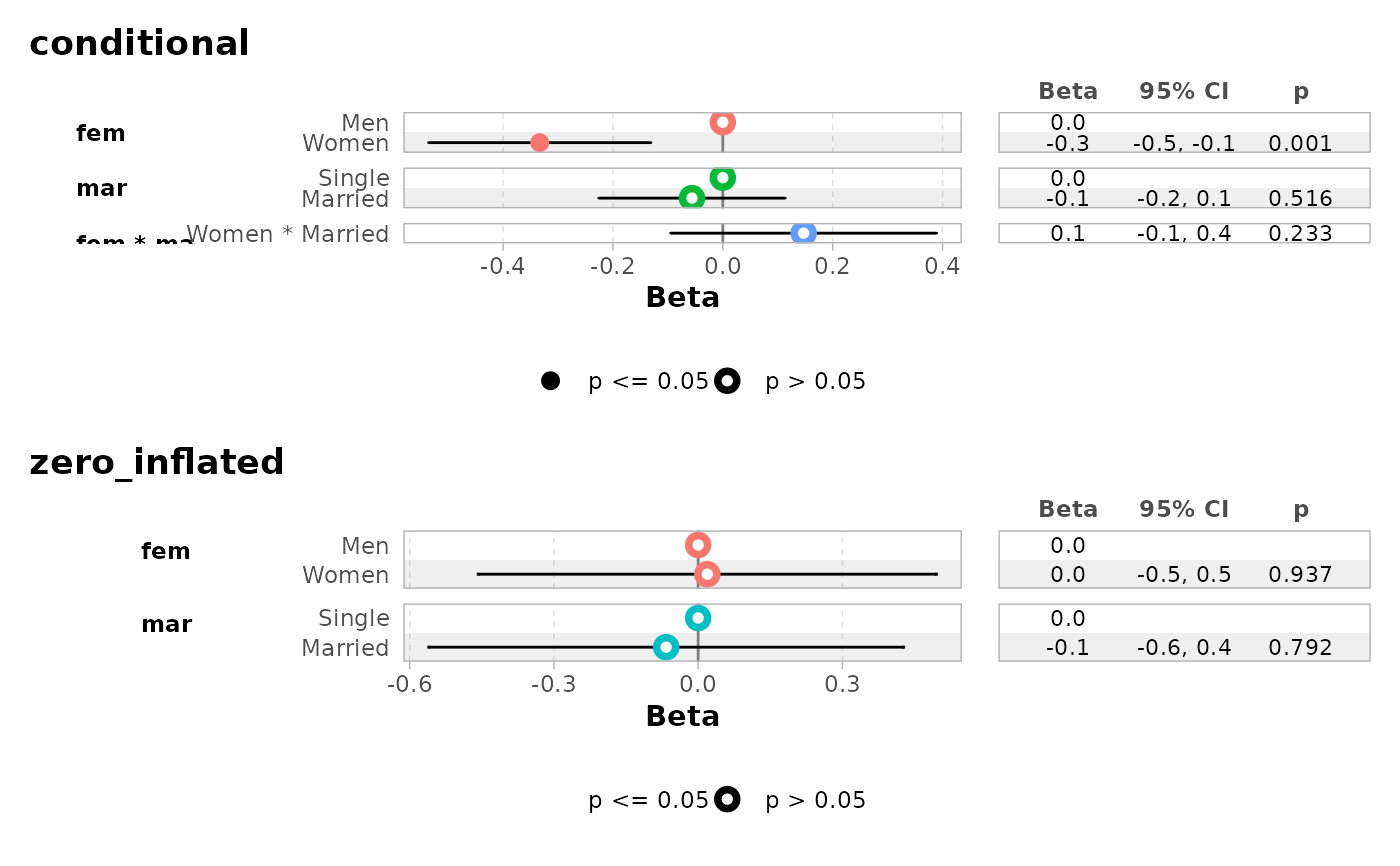 conditional
Beta 95% CI p
fem
Men 0.0
Women -0.3 -0.5, -0.1 0.001
mar
Single 0.0
Married -0.1 -0.2, 0.1 0.516
fem * ma
Women * Married 0.1 -0.1, 0.4 0.233
-0.4 -0.2 0.0 0.2 0.4
Beta
p <= 0.05 p > 0.05
zero_inflated
Beta 95% CI p
fem
Men 0.0
Women 0.0 -0.5, 0.5 0.937
mar
Single 0.0
Married -0.1 -0.6, 0.4 0.792
-0.6 -0.3 0.0 0.3
Beta
p <= 0.05 p > 0.05